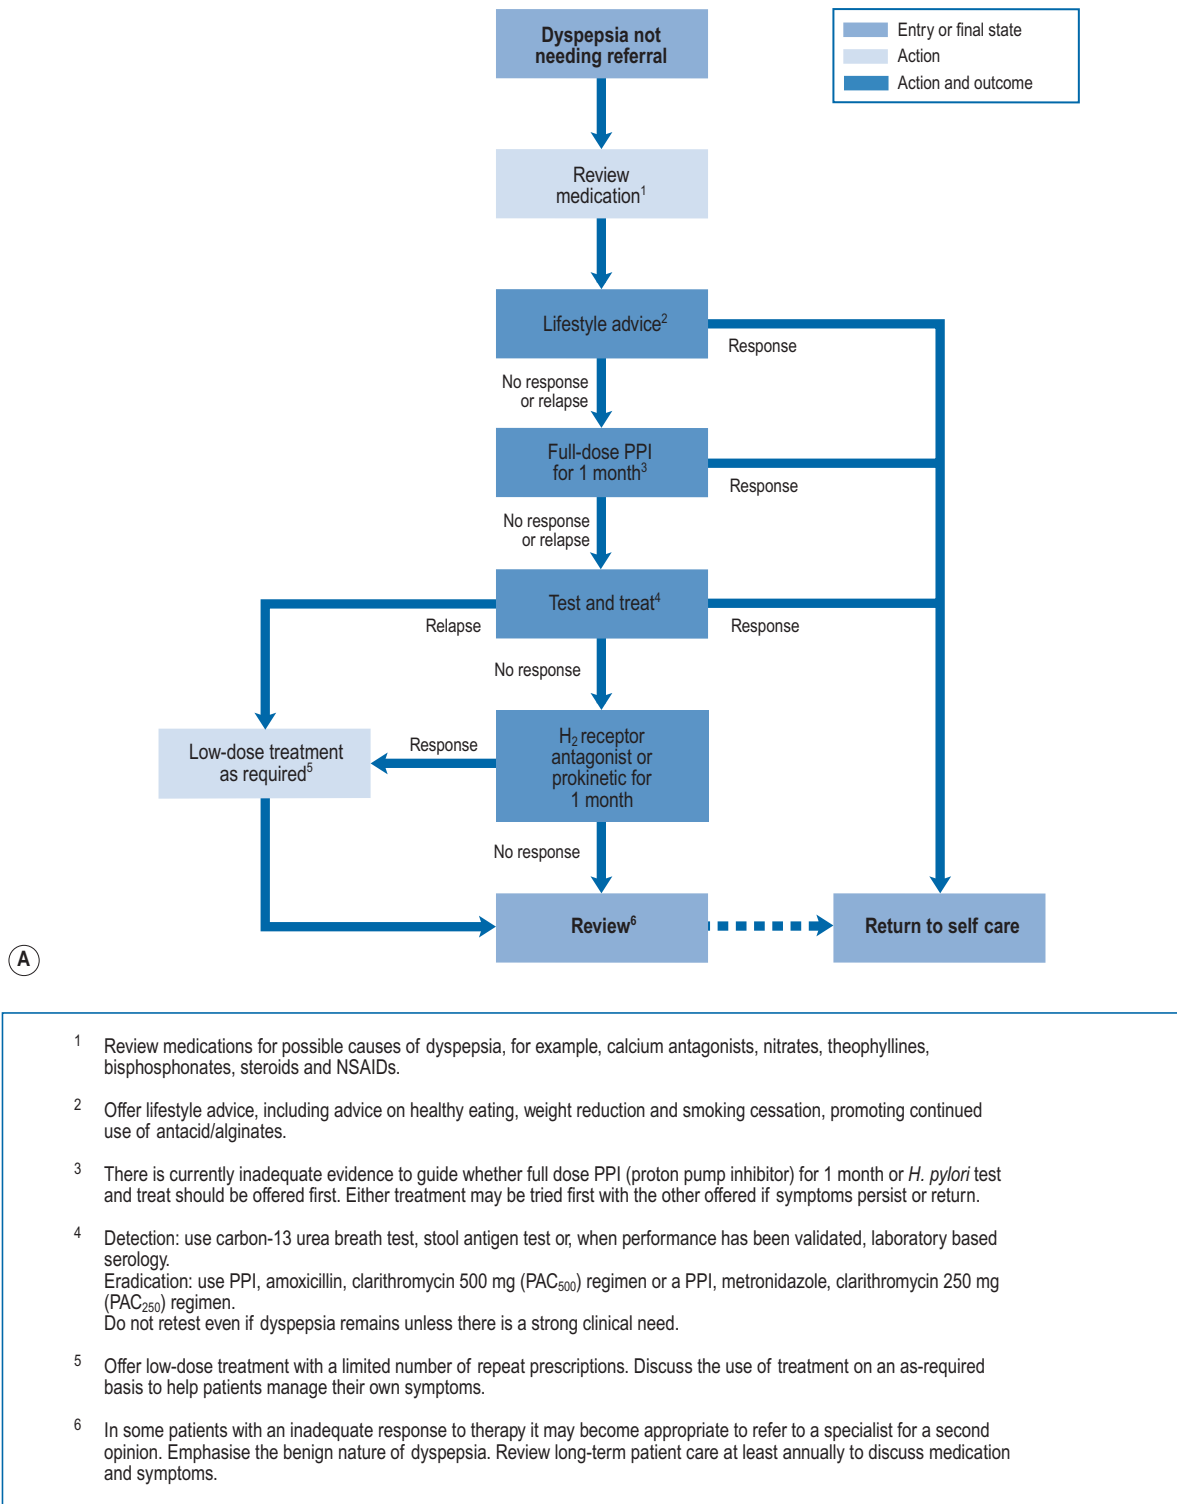 Dyspepsia not
needing referral
Entry or final state
Action
Action and outcome
Review
medication1
Lifestyle advice2
Response
No response
or relapse
Full-dose PPI
for 1 month3
Response
No response
or relapse
Test and treat4
Relapse
Response
No response
H2 receptor
antagonist or
prokinetic for
1 month
Response
Low-dose treatment
as required5
No response
Review6
Return to self care
A
1 Review medications for possible causes of dyspepsia, for example, calcium antagonists, nitrates, theophyllines,
bisphosphonates, steroids and NSAIDs.
2 Offer lifestyle advice, including advice on healthy eating, weight reduction and smoking cessation, promoting continued
use of antacid/alginates.
3 There is currently inadequate evidence to guide whether full dose PPI (proton pump inhibitor) for 1 month or H. pylori test
and treat should be offered first. Either treatment may be tried first with the other offered if symptoms persist or return.
4 Detection: use carbon-13 urea breath test, stool antigen test or, when performance has been validated, laboratory based
serology.
Eradication: use PPI, amoxicillin, clarithromycin 500 mg (PAC500) regimen or a PPI, metronidazole, clarithromycin 250 mg
(PAC250) regimen.
Do not retest even if dyspepsia remains unless there is a strong clinical need.
5 Offer low-dose treatment with a limited number of repeat prescriptions. Discuss the use of treatment on an as-required
basis to help patients manage their own symptoms.
6 In some patients with an inadequate response to therapy it may become appropriate to refer to a specialist for a second
opinion. Emphasise the benign nature of dyspepsia. Review long-term patient care at least annually to discuss medication
and symptoms.